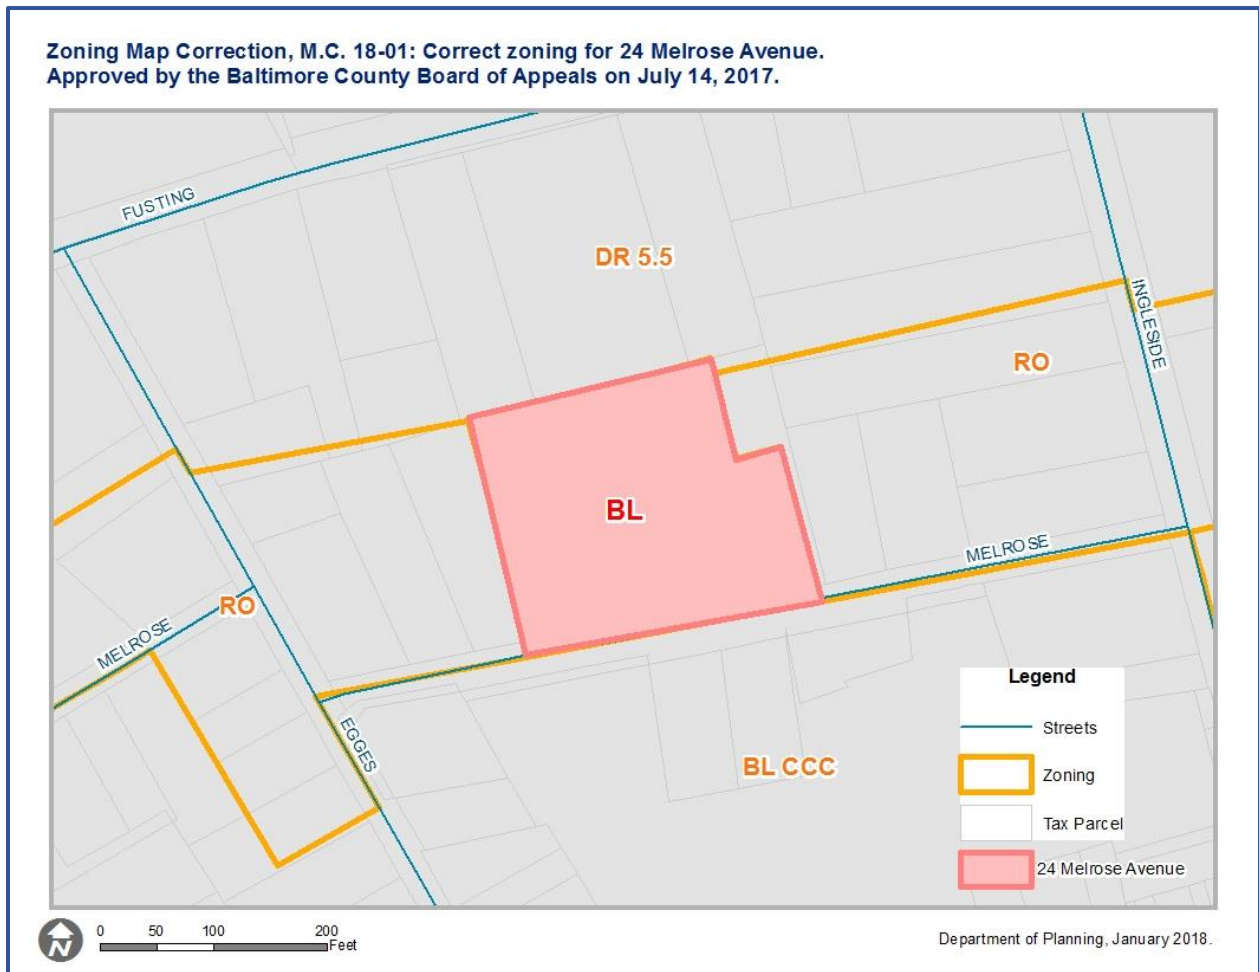 Zoning Map Correction, M.C. 18-01: Correct zoning for 24 Melrose Avenue.
Approved by the Baltimore County Board of Appeals on July 14, 2017.
FUSTING
DR 5.5
INGLESIDE
RO
BL
MELROSE
RO
MELROSE
EGGES
BL CCC
Legend
Streets
Zoning
Tax Parcel
24 Melrose Avenue
N
0 50 100 200
Feet
Department of Planning, January 2018.